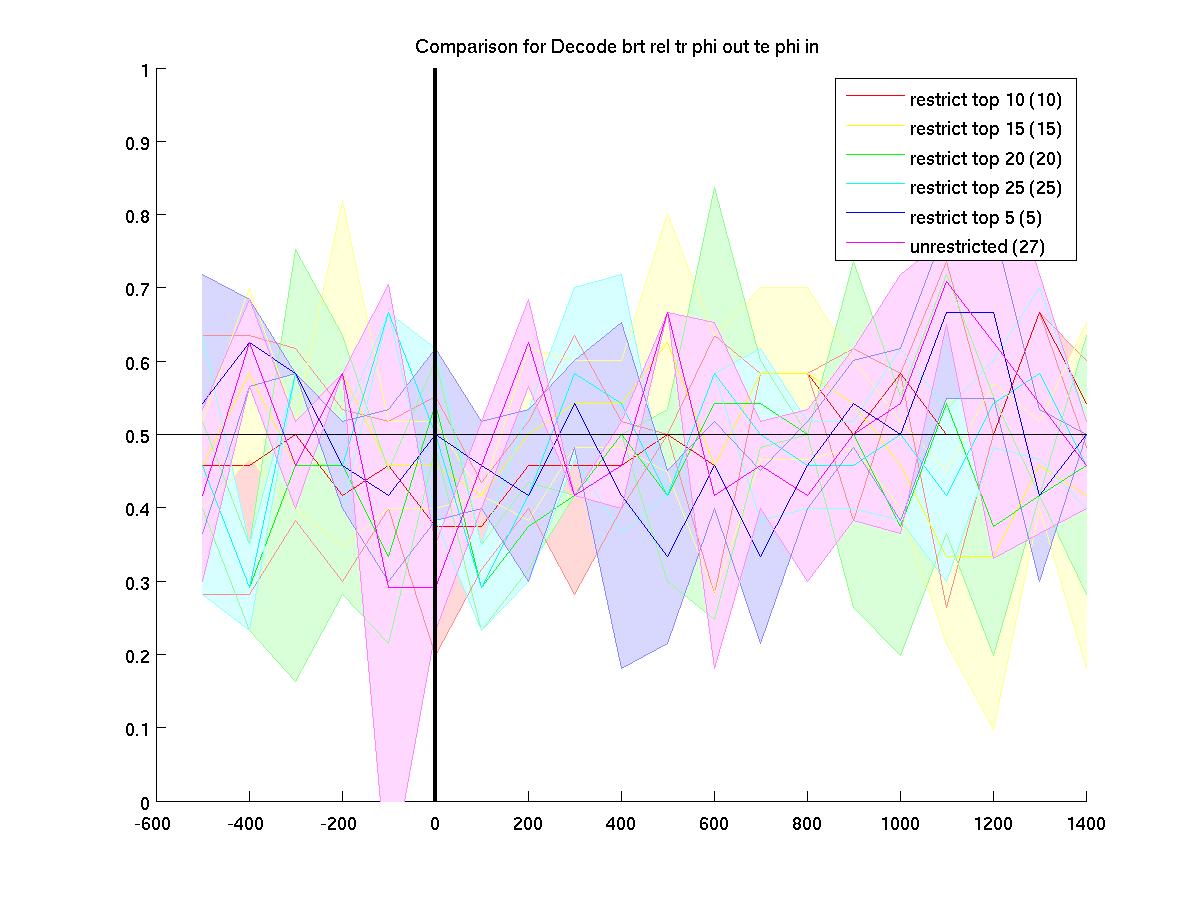 Comparison for Decode brt rel tr phi out te phi in
1
0.9
0.8
0.7
0.6
0.5
0.4
0.3
0.2
0.1
0
restrict top 10 (10)
restrict top 15 (15)
restrict top 20 (20)
restrict top 25 (25)
restrict top 5 (5)
unrestricted (27)
-600 -400 -200 0 200 400 600 800 1000 1200 1400